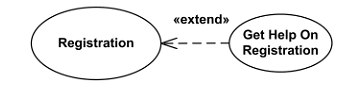 «extend»
Registration
Get Help On
Registration